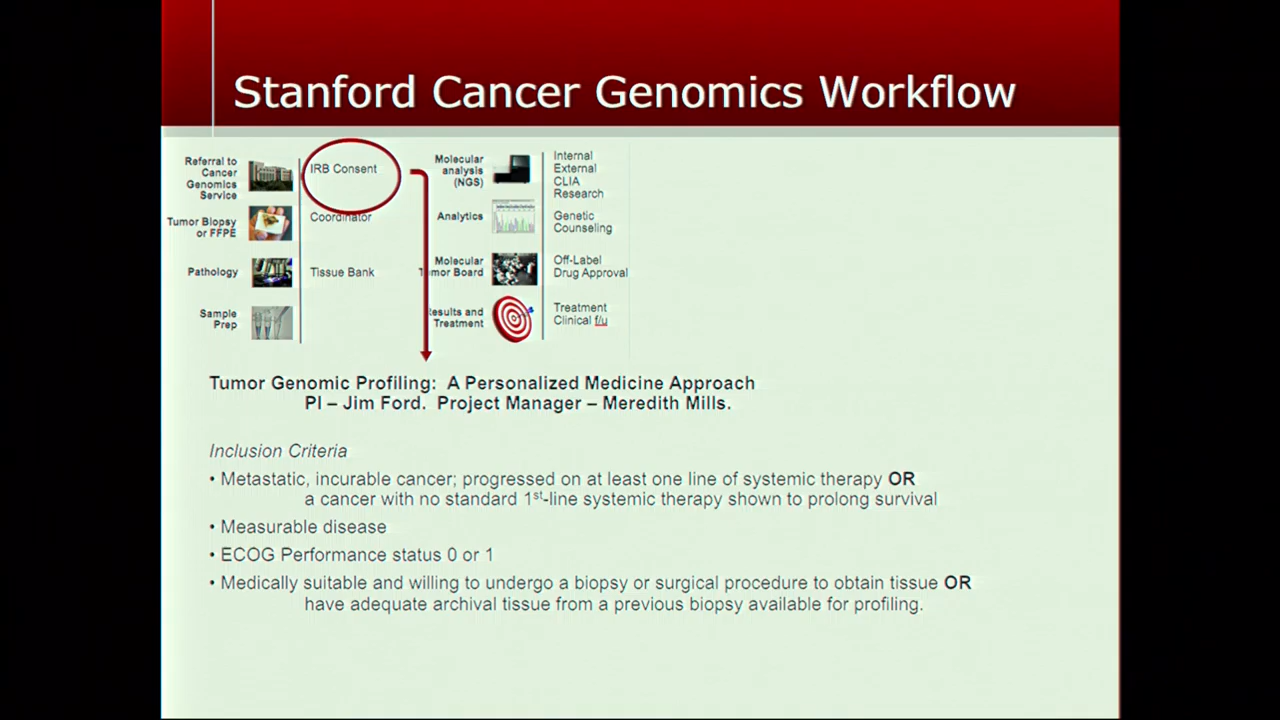 Stanford Cancer Genomics Workflow
Referral to
Cancer
Genomics
Service
IRB Consent
Tumor Biopsy
or FFPE
Coordinator
Pathology
Tissue Bank
Sample
Prep
Molecular
analysis
(NGS)
Internal
External
CLIA
Research
Analytics
Genetic
Counseling
Molecular
Tumor Board
Off-Label
Drug Approval
Results and
Treatment
Treatment
Clinical f/u
Tumor Genomic Profiling: A Personalized Medicine Approach
PI – Jim Ford. Project Manager – Meredith Mills.
Inclusion Criteria
• Metastatic, incurable cancer; progressed on at least one line of systemic therapy OR
a cancer with no standard 1st-line systemic therapy shown to prolong survival
• Measurable disease
• ECOG Performance status 0 or 1
• Medically suitable and willing to undergo a biopsy or surgical procedure to obtain tissue OR
have adequate archival tissue from a previous biopsy available for profiling.